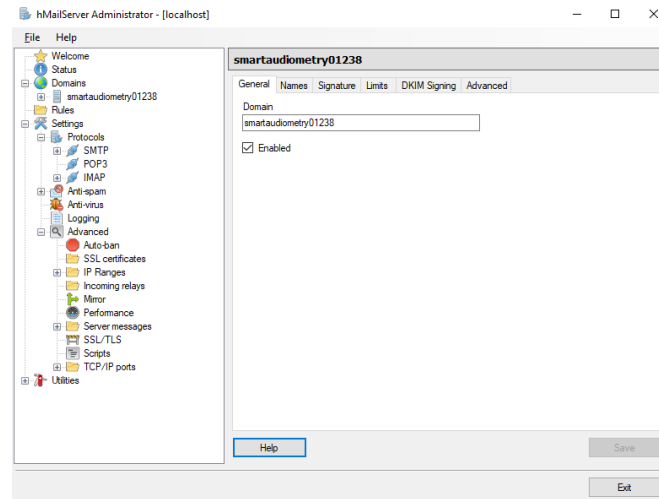 hMailServer Administrator - [localhost]
File Help
Welcome
Status
Domains
smartaudiometry01238
Rules
Settings
Protocols
SMTP
POP3
IMAP
Anti-spam
Anti-virus
Logging
Advanced
Auto-ban
SSL certificates
IP Ranges
Incoming relays
Mirror
Performance
Server messages
SSL/TLS
Scripts
TCP/IP ports
Utilities
smartaudiometry01238
General Names Signature Limits DKIM Signing Advanced
Domain
smartaudiometry01238
Enabled
Help Save
Exit